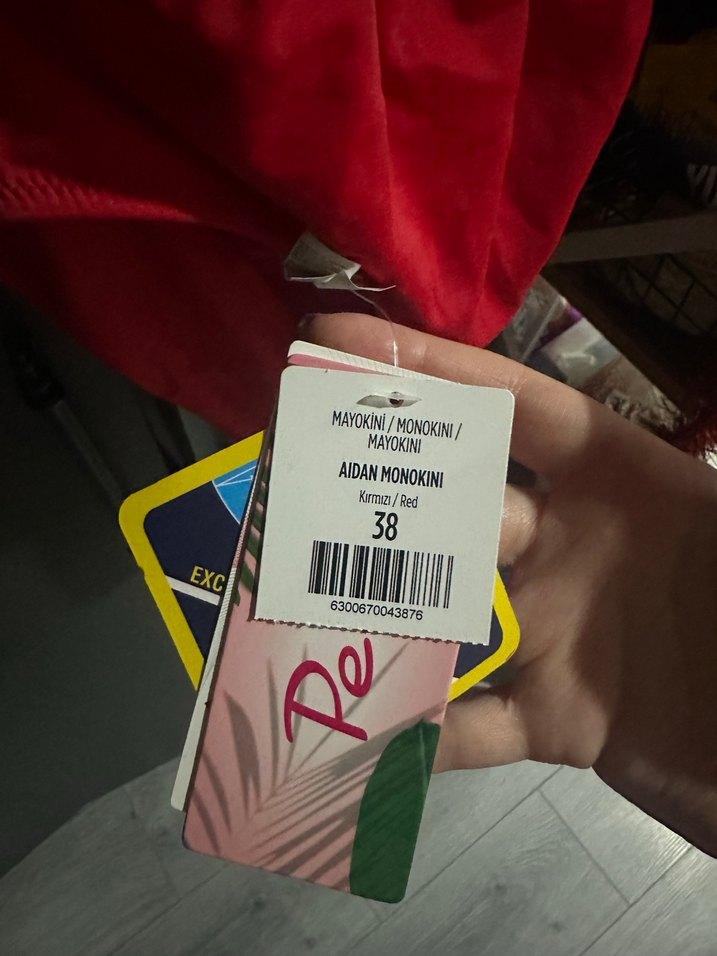 MAYOKİNİ / MONOKINI /
MAYOKINI
AIDAN MONOKINI
Kırmızı / Red
38
6300670043876
EXC
Pe